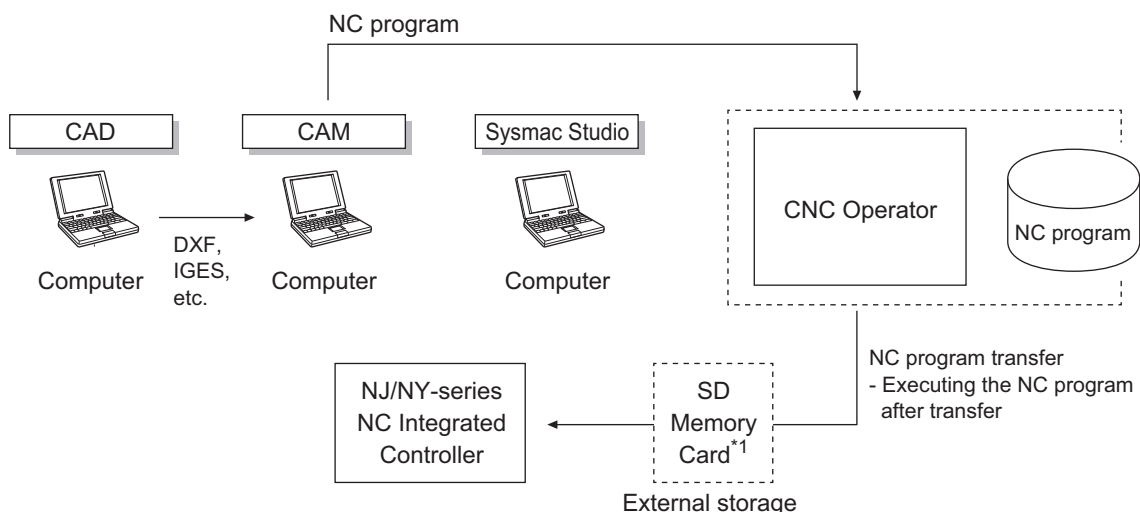 NC program
CAD
CAM
Sysmac Studio
Computer
DXF,
IGES,
etc.
Computer
Computer
CNC Operator
NC program
NC program transfer
- Executing the NC program
after transfer
NJ/NY-series
NC Integrated
Controller
SD
Memory
Card*1
External storage